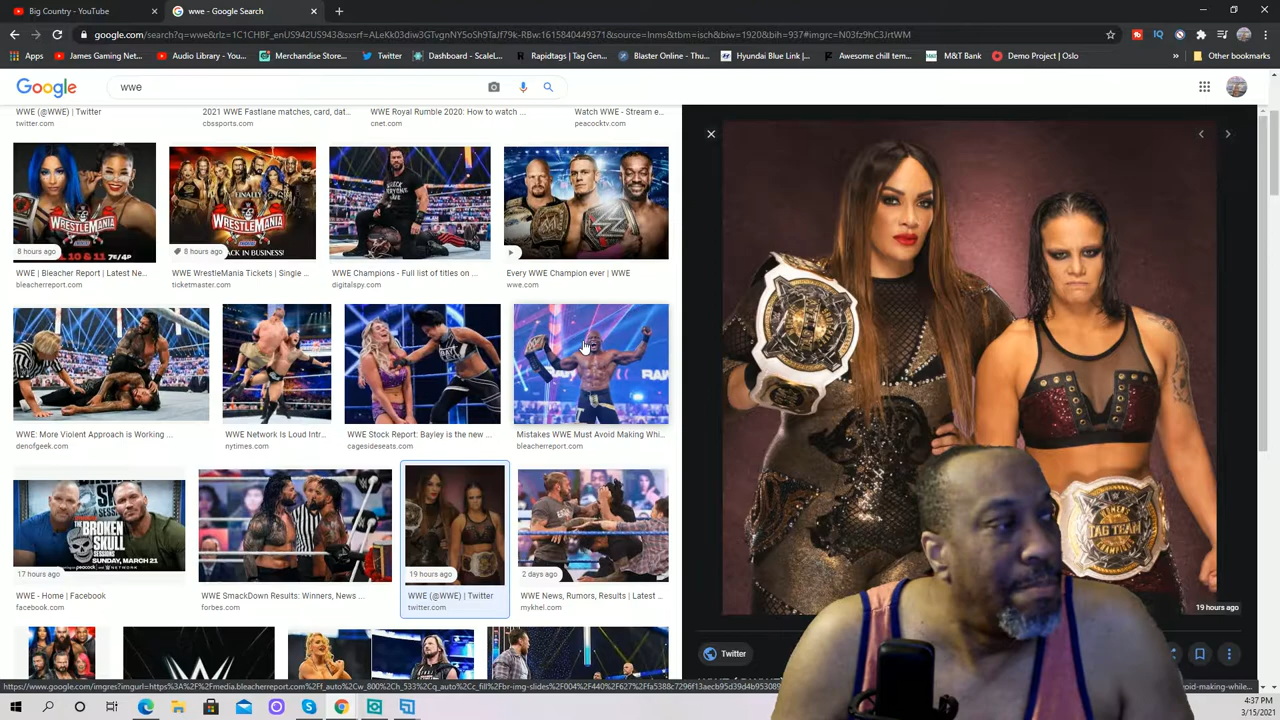 Big Country - YouTube
wwe - Google Search
google.com/search?q=wwe&rlz=1C1CHBF_enUS942US943&sxsrf=ALeKk03diw3GTvgnNY5oSh9TaJf79k-RBw:1615840449371&source=lnms&tbm=isch&biw=1920&bih=937#imgrc=N03fz9hC3JrtWM
Apps James Gaming Net... Audio Library - You... Merchandise Store... Twitter Dashboard - Scalel... Rapidtags | Tag Gen... Blaster Online - Thu... Hyundai Blue Link |... Awesome chill tem... M&T Bank Demo Project | Oslo » Other bookmarks
Google wwe
WWE (@WWE) | Twitter 2021 WWE Fastlane matches, card, dat... WWE Royal Rumble 2020: How to watch ... Watch WWE - Stream e...
twitter.com cbssports.com cnet.com peacocktv.com
WRESTLEMANIA
FINALLY
WRESTLEMANIA
8 hours ago
8 hours ago
WWE | Bleacher Report | Latest Ne... WWE WrestleMania Tickets | Single ... WWE Champions - Full list of titles on ... Every WWE Champion ever | WWE
bleacherreport.com ticketmaster.com digitalspy.com wwe.com
WWE: More Violent Approach is Working ... WWE Network Is Loud Intr... WWE Stock Report: Bayley is the new ... Mistakes WWE Must Avoid Making Whi...
denofgeek.com nytimes.com cagesideseats.com bleacherreport.com
THE BROKEN
SKULL
SESSIONS
SUNDAY, MARCH 21
17 hours ago 19 hours ago 2 days ago
WWE - Home | Facebook WWE SmackDown Results: Winners, News ... WWE (@WWE) | Twitter WWE News, Rumors, Results | Latest ...
facebook.com forbes.com twitter.com mykhel.com
TAG TEAM
19 hours ago
Twitter
4:37 PM
3/15/2021